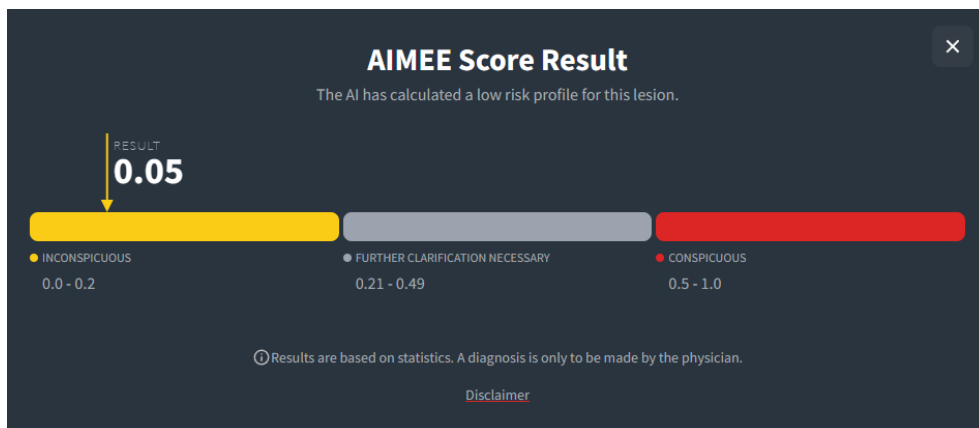 AIMEE Score Result
The AI has calculated a low risk profile for this lesion.
RESULT
0.05
INCONSPICUOUS
FURTHER CLARIFICATION NECESSARY
CONSPICUOUS
0.0 - 0.2
0.21 - 0.49
0.5 - 1.0
Results are based on statistics. A diagnosis is only to be made by the physician.
Disclaimer